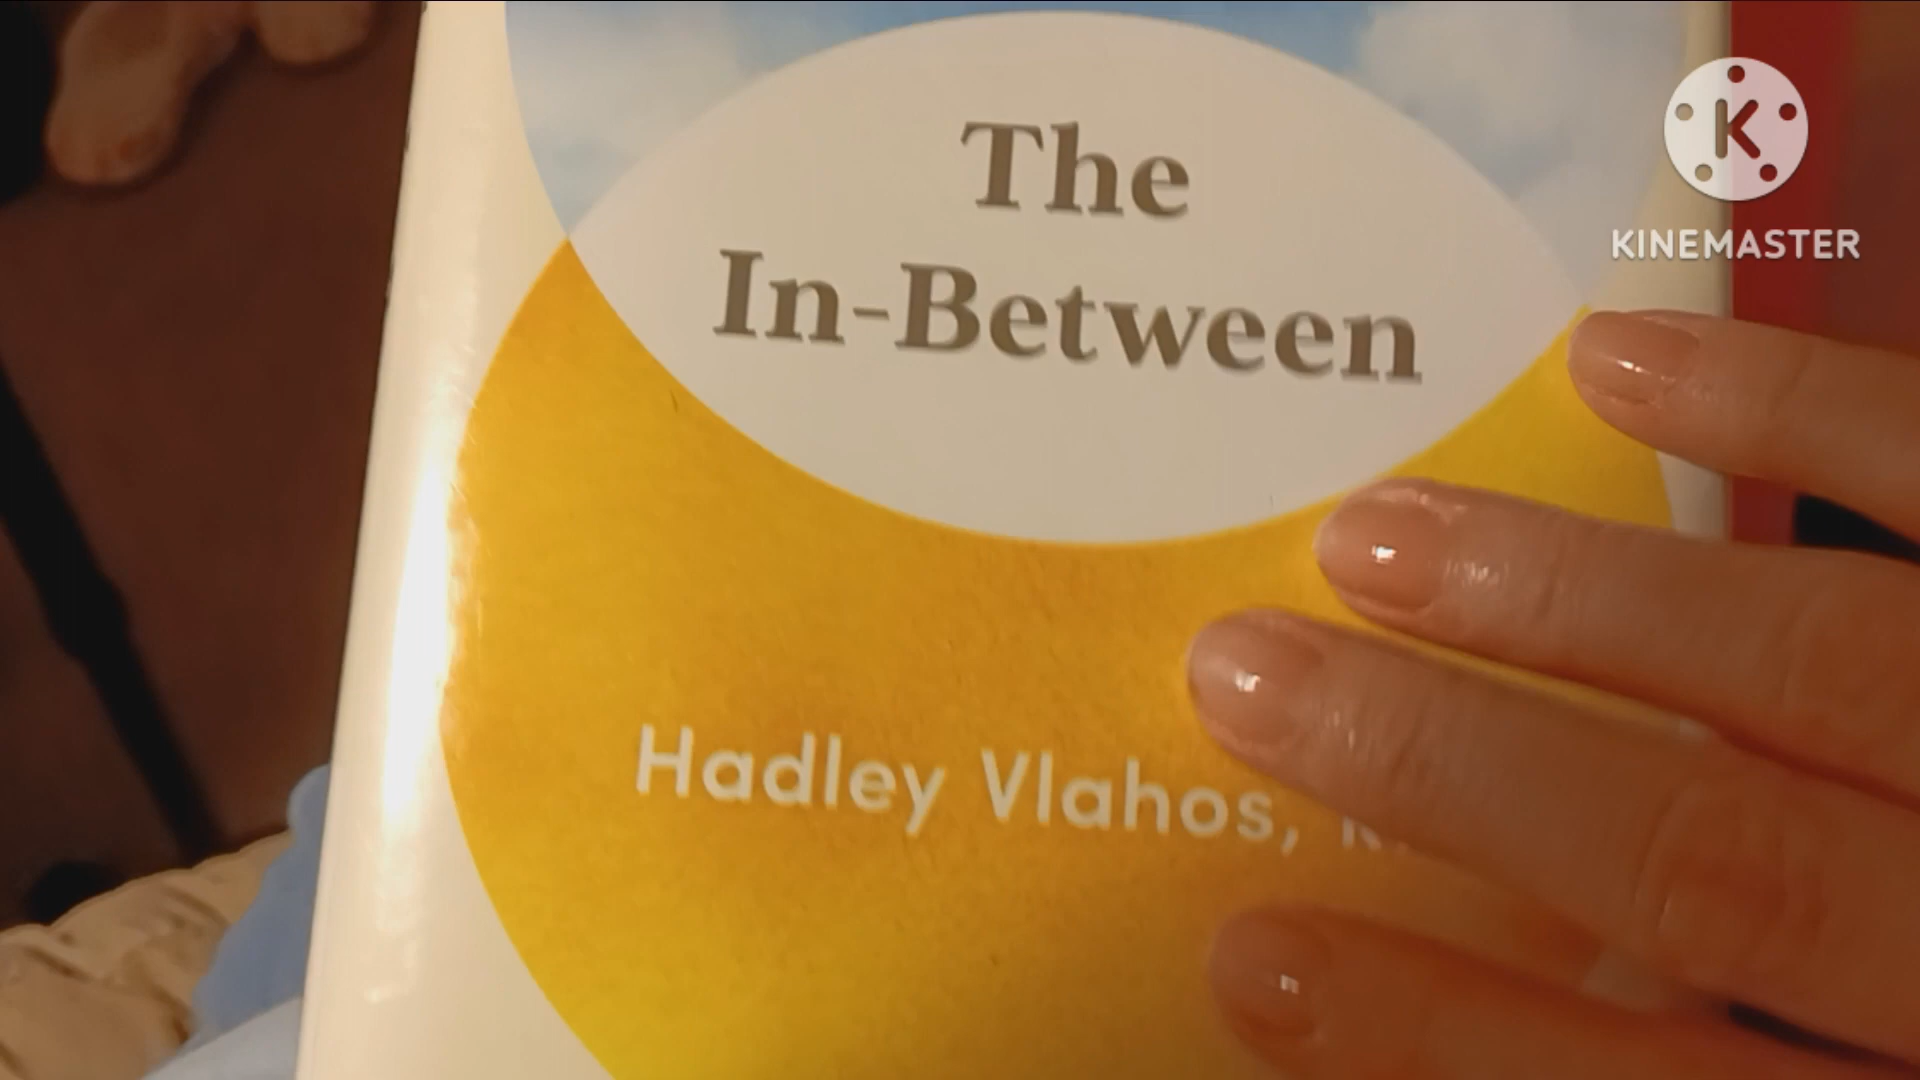 The
In-Between
Hadley Vlahos,
K
KINEMASTER